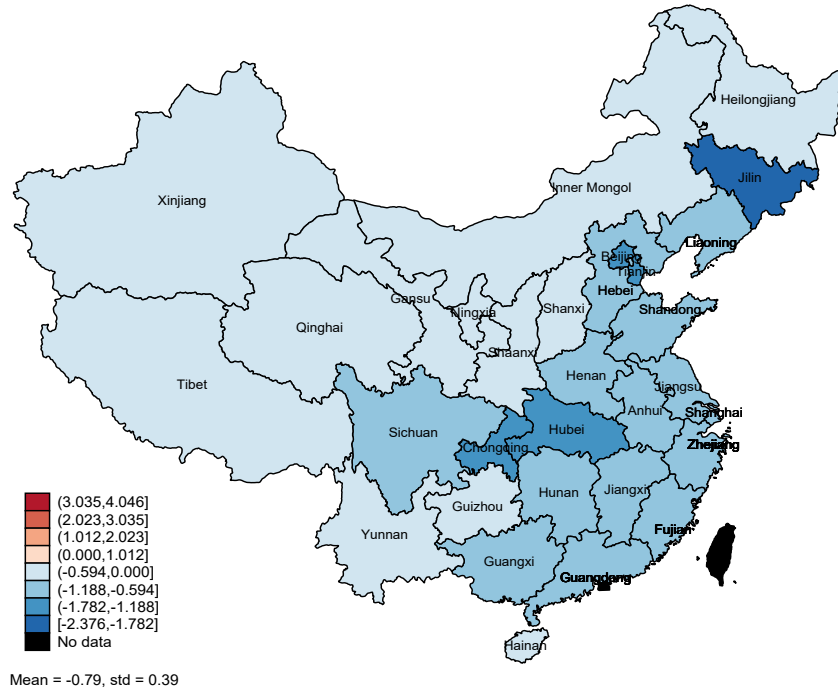 Heilongjiang
Jilin
Inner Mongol
Xinjiang
Liaoning
Beijing
Tianjin
Hebei
Gansu
Ningxia
Shanxi
Shandong
Qinghai
Shaanxi
Henan
Jiangsu
Tibet
Anhui
Shanghai
Sichuan
Chongqing
Hubei
Zhejiang
Hunan
Jiangxi
Guizhou
Yunnan
Fujian
Guangxi
Guangdong
Hainan
(3.035,4.046]
(2.023,3.035]
(1.012,2.023]
(0.000,1.012]
(-0.594,0.000]
(-1.188,-0.594]
(-1.782,-1.188]
[-2.376,-1.782]
No data
Mean = -0.79, std = 0.39